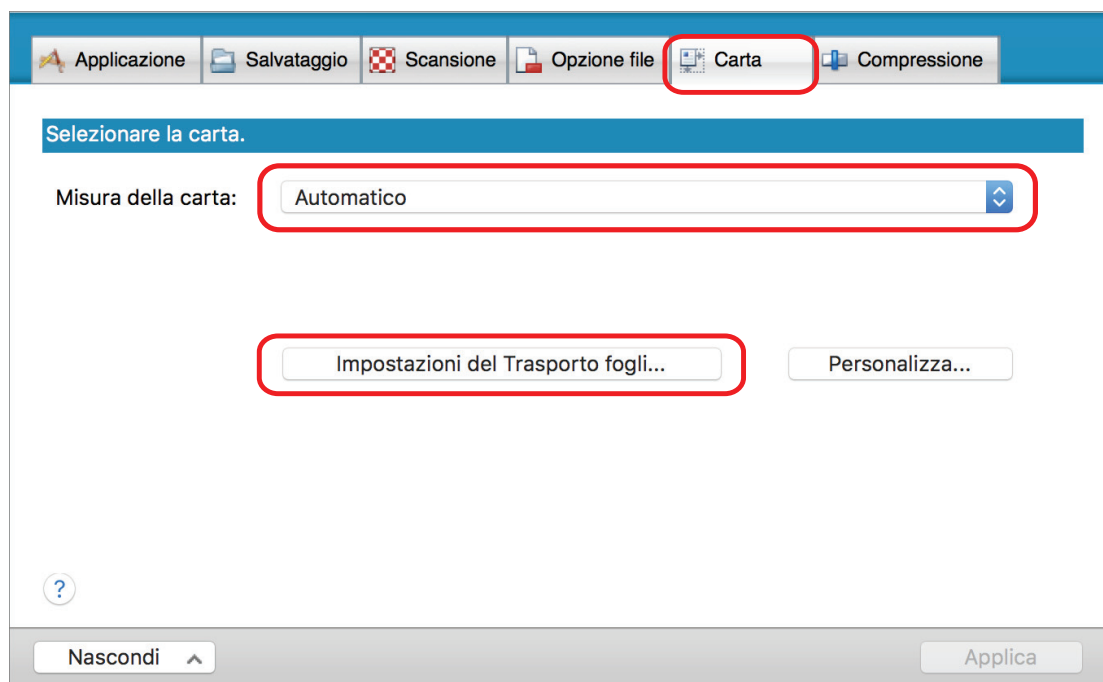 Applicazione Salvataggio Scansione Opzione file Carta Compressione
Selezionare la carta.
Misura della carta: Automatico
Impostazioni del Trasporto fogli... Personalizza...
?
Nascondi Applica